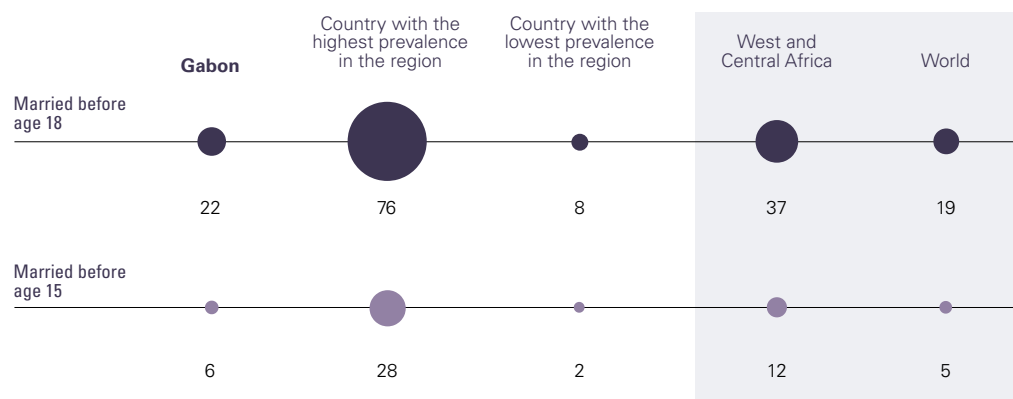 Gabon
Country with the
highest prevalence
in the region
Country with the
lowest prevalence
in the region
West and
Central Africa
World
Married before
age 18
22
76
8
37
19
Married before
age 15
6
28
2
12
5